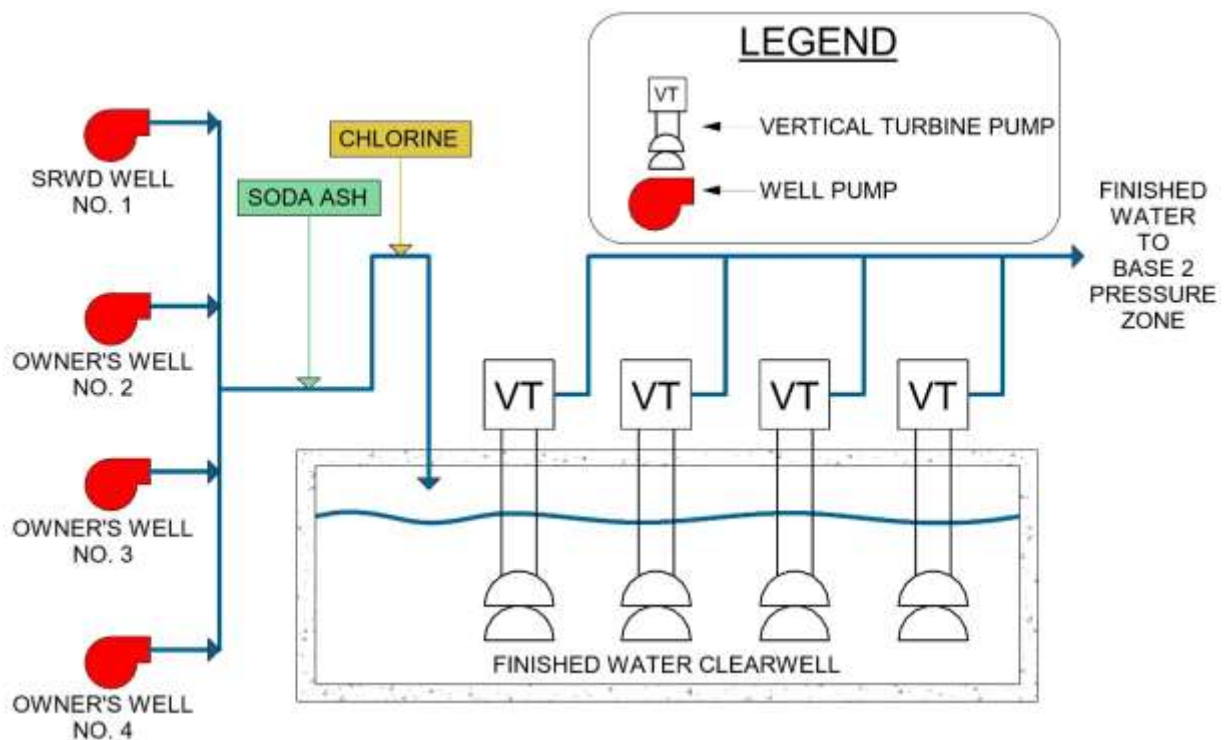 LEGEND
VT
VERTICAL TURBINE PUMP
WELL PUMP
CHLORINE
SODA ASH
SRWD WELL
NO. 1
OWNER'S WELL
NO. 2
OWNER'S WELL
NO. 3
OWNER'S WELL
NO. 4
FINISHED
WATER
TO
BASE 2
PRESSURE
ZONE
VT
VT
VT
VT
FINISHED WATER CLEARWELL